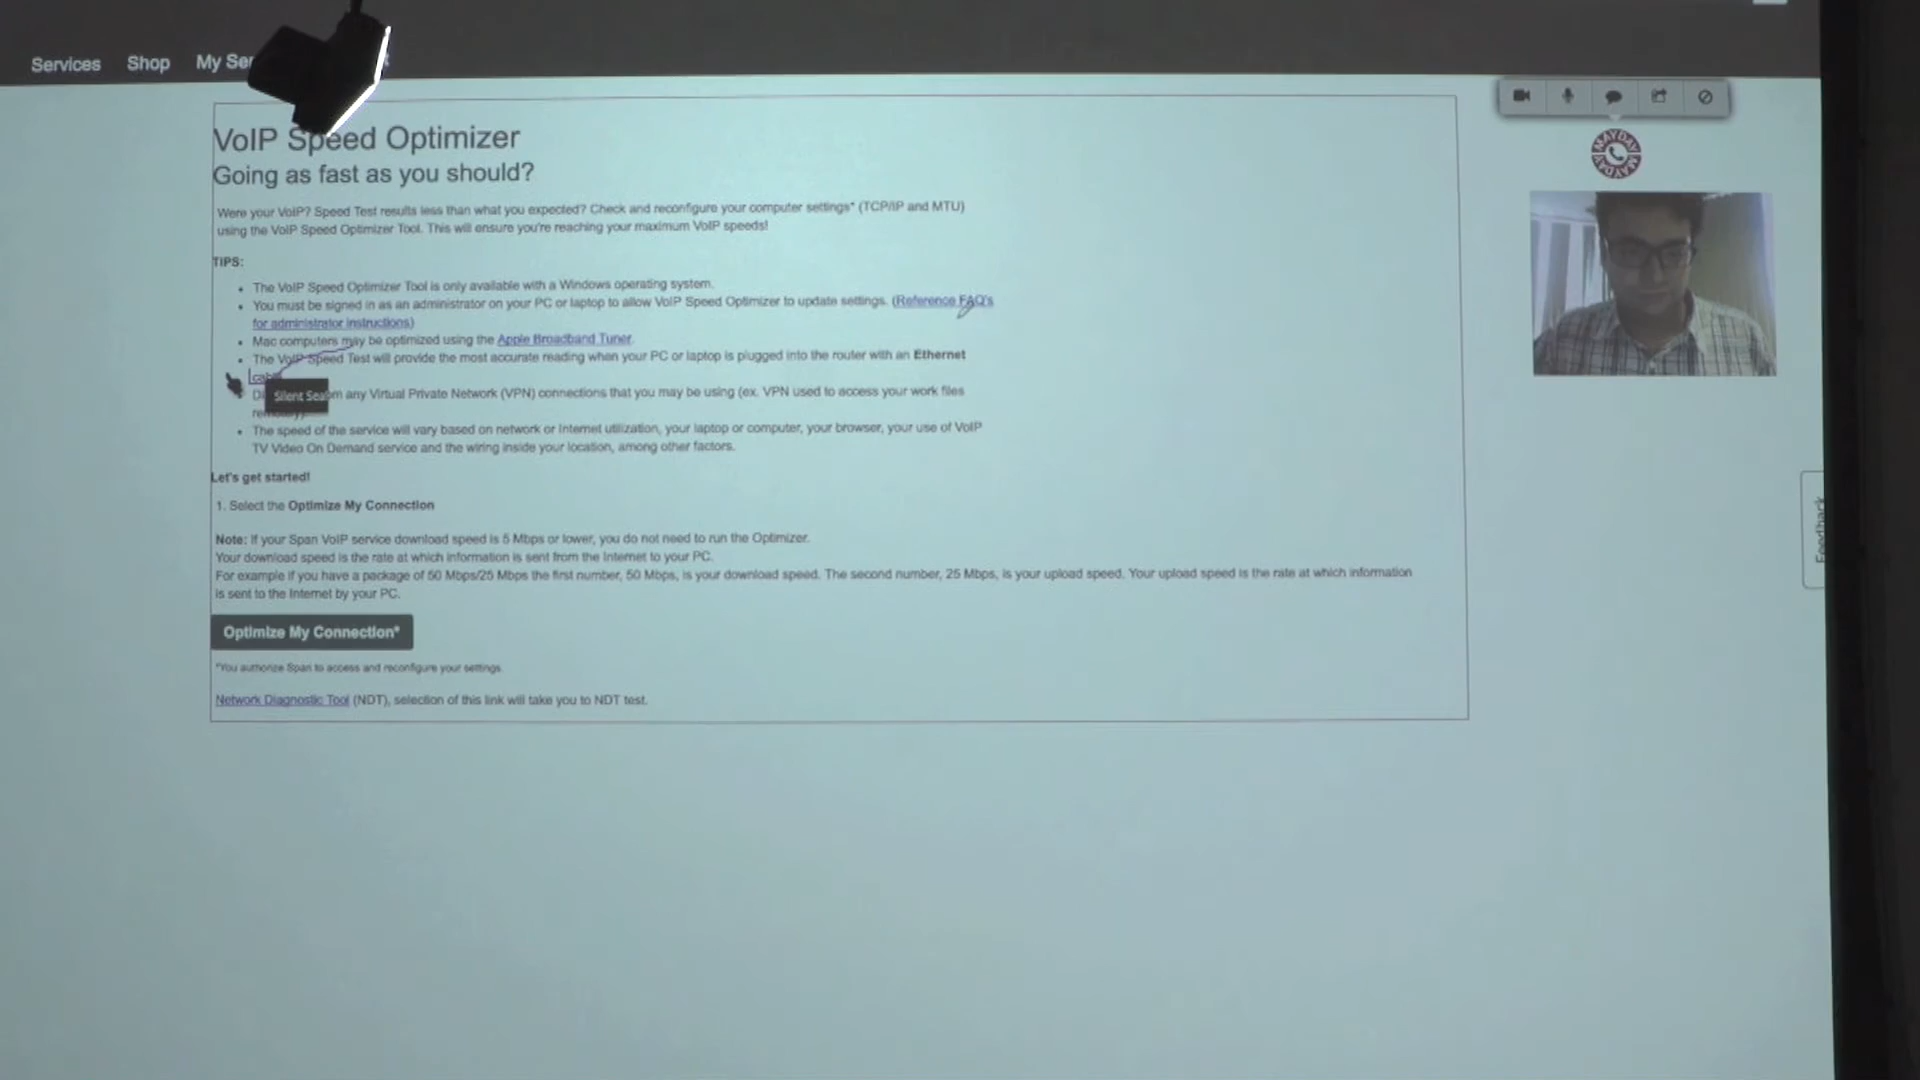 Services Shop My Ser
VoIP Speed Optimizer
Going as fast as you should?
Were your VoIP? Speed Test results less than what you expected? Check and reconfigure your computer settings* (TCP/IP and MTU)
using the VoIP Speed Optimizer Tool. This will ensure you're reaching your maximum VoIP speeds!
TIPS:
The VoIP Speed Optimizer Tool is only available with a Windows operating system.
You must be signed in as an administrator on your PC or laptop to allow VoIP Speed Optimizer to update settings. (Reference FAQ's
for administrator instructions)
Mac computers may be optimized using the Apple Broadband Tuner.
The VoIP Speed Test will provide the most accurate reading when your PC or laptop is plugged into the router with an Ethernet
any Virtual Private Network (VPN) connections that you may be using (ex. VPN used to access your work files
Silent Sea
The speed of the service will vary based on network or Internet utilization, your laptop or computer, your browser, your use of VoIP
TV Video On Demand service and the wiring inside your location, among other factors.
Let's get started!
1. Select the Optimize My Connection
Note: If your Span VoIP service download speed is 5 Mbps or lower, you do not need to run the Optimizer.
Your download speed is the rate at which information is sent from the Internet to your PC.
For example if you have a package of 50 Mbps/25 Mbps the first number, 50 Mbps, is your download speed. The second number, 25 Mbps, is your upload speed. Your upload speed is the rate at which information
is sent to the Internet by your PC.
Optimize My Connection*
*You authorize Span to access and reconfigure your settings.
Network Diagnostic Tool (NDT), selection of this link will take you to NDT test.
MAYDAY MAYDAY
Feedback